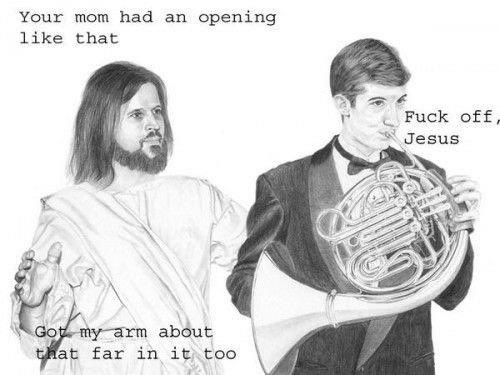 Your mom had an opening
like that
Fuck off,
Jesus
Got my arm about
that far in it too